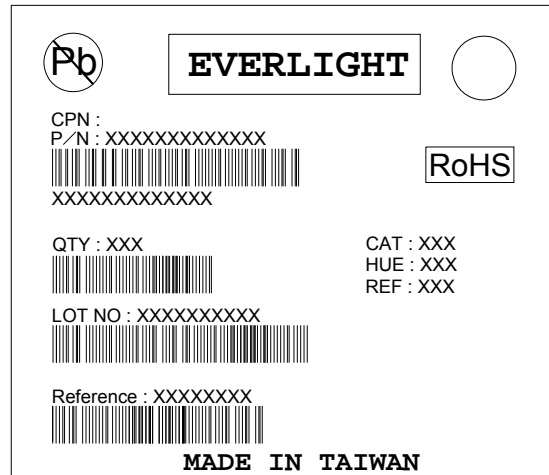 Pb
EVERLIGHT
CPN :
P/N : XXXXXXXXXXXXX
RoHS
XXXXXXXXXXXXX
QTY : XXX
CAT : XXX
HUE : XXX
REF : XXX
LOT NO : XXXXXXXXXX
Reference : XXXXXXXX
MADE IN TAIWAN